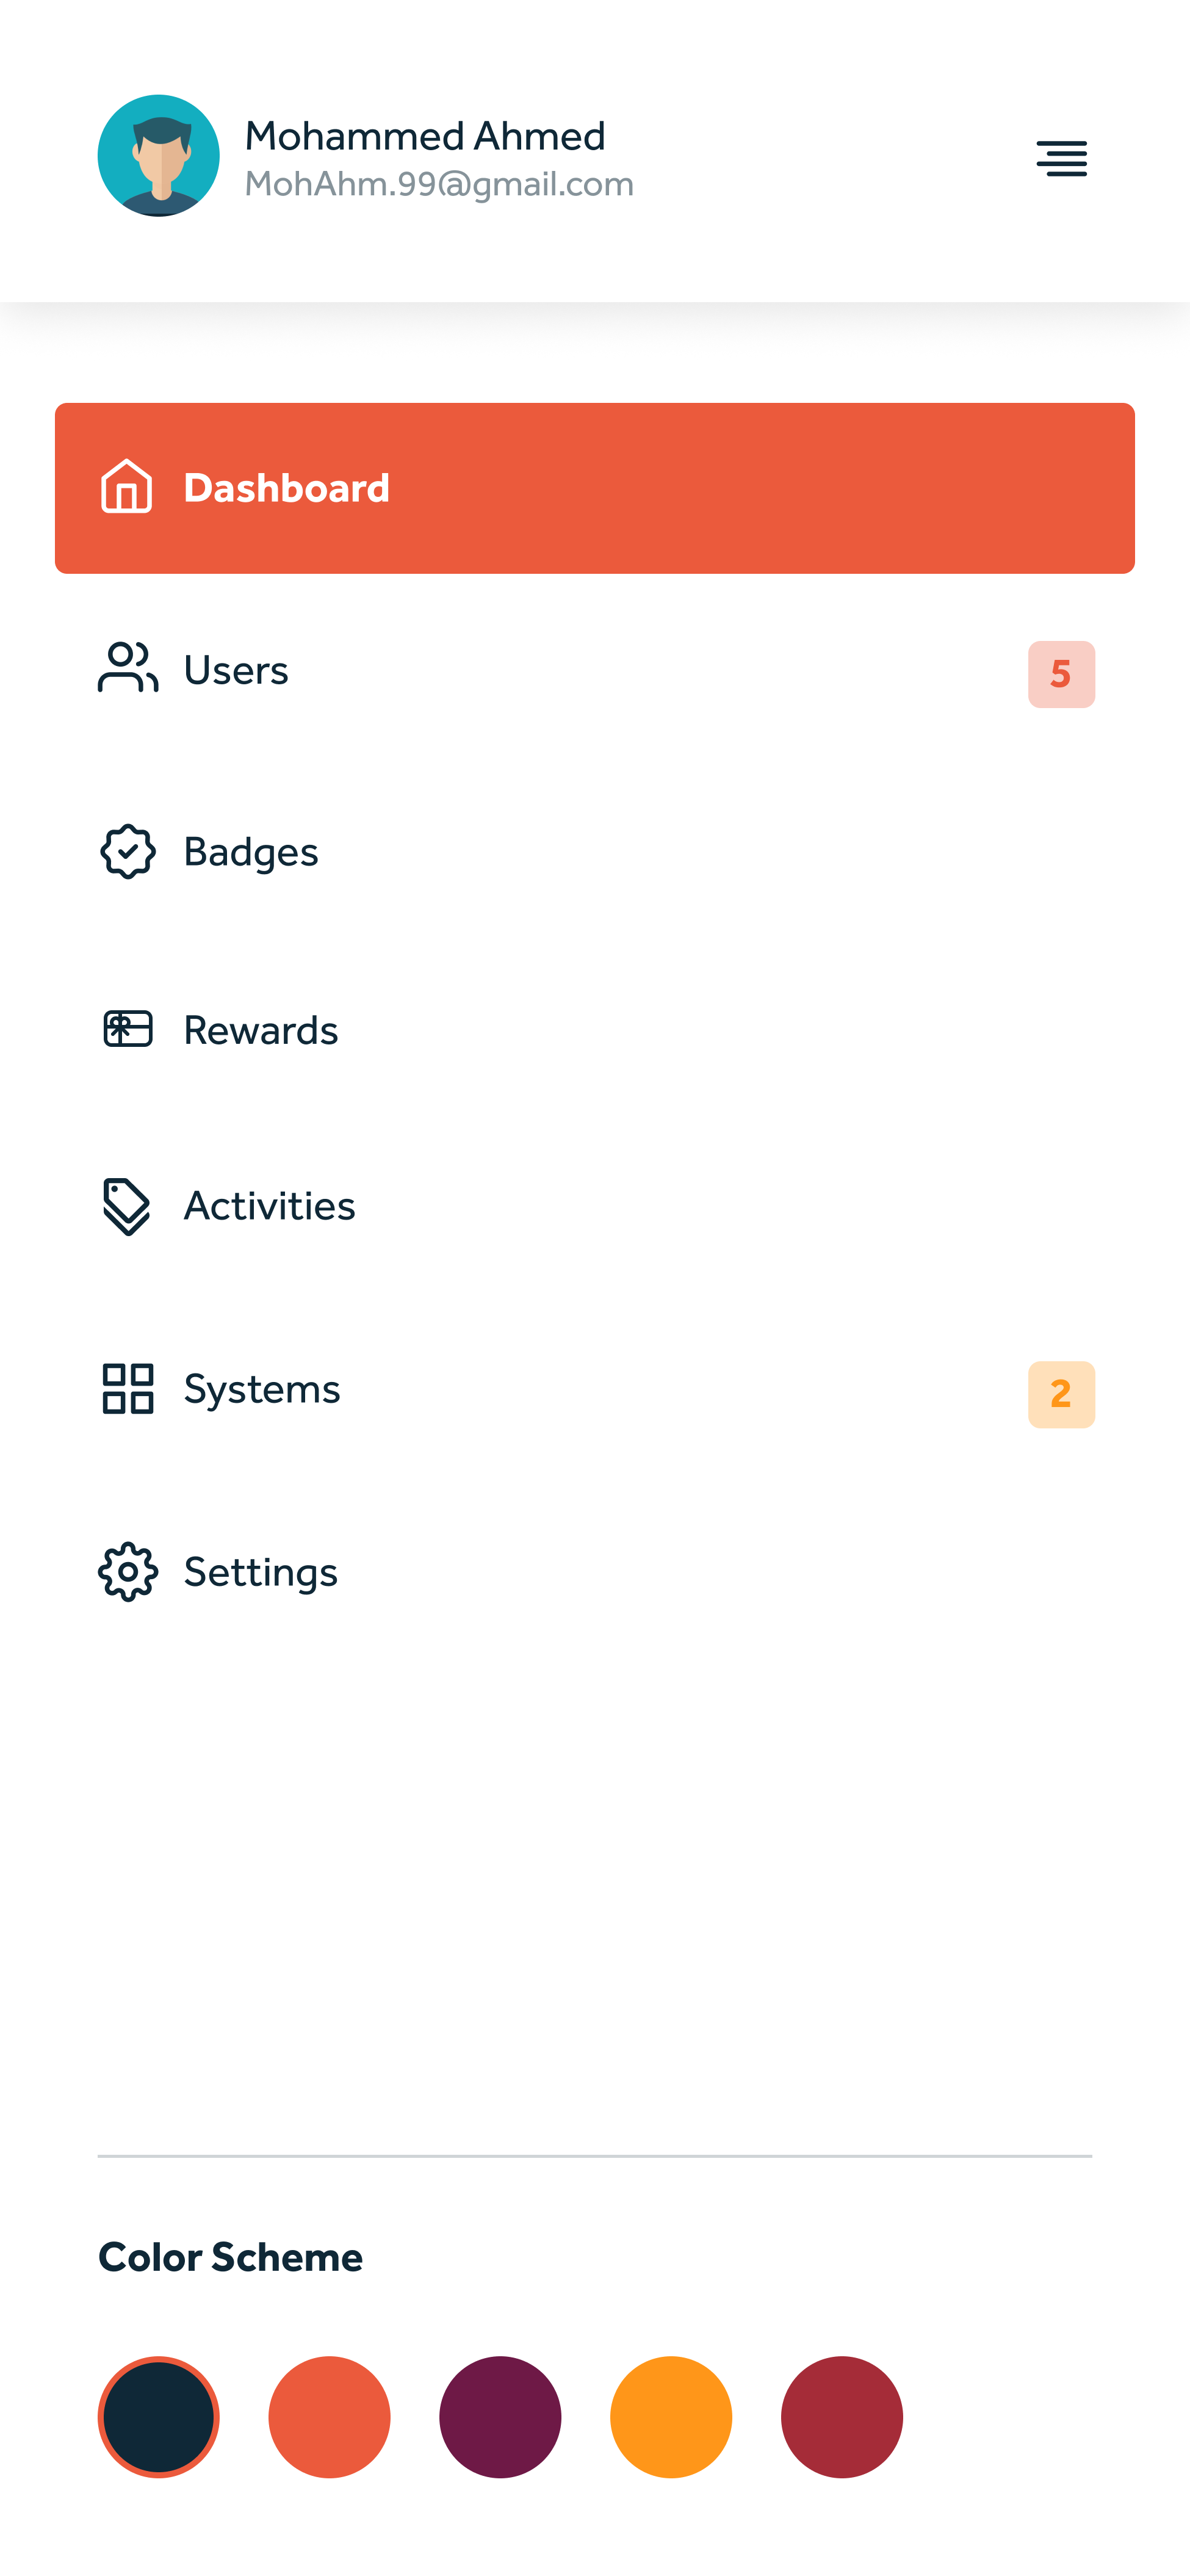 Mohammed Ahmed
MohAhm.99@gmail.com
Dashboard
Users 5
Badges
Rewards
Activities
Systems 2
Settings
Color Scheme